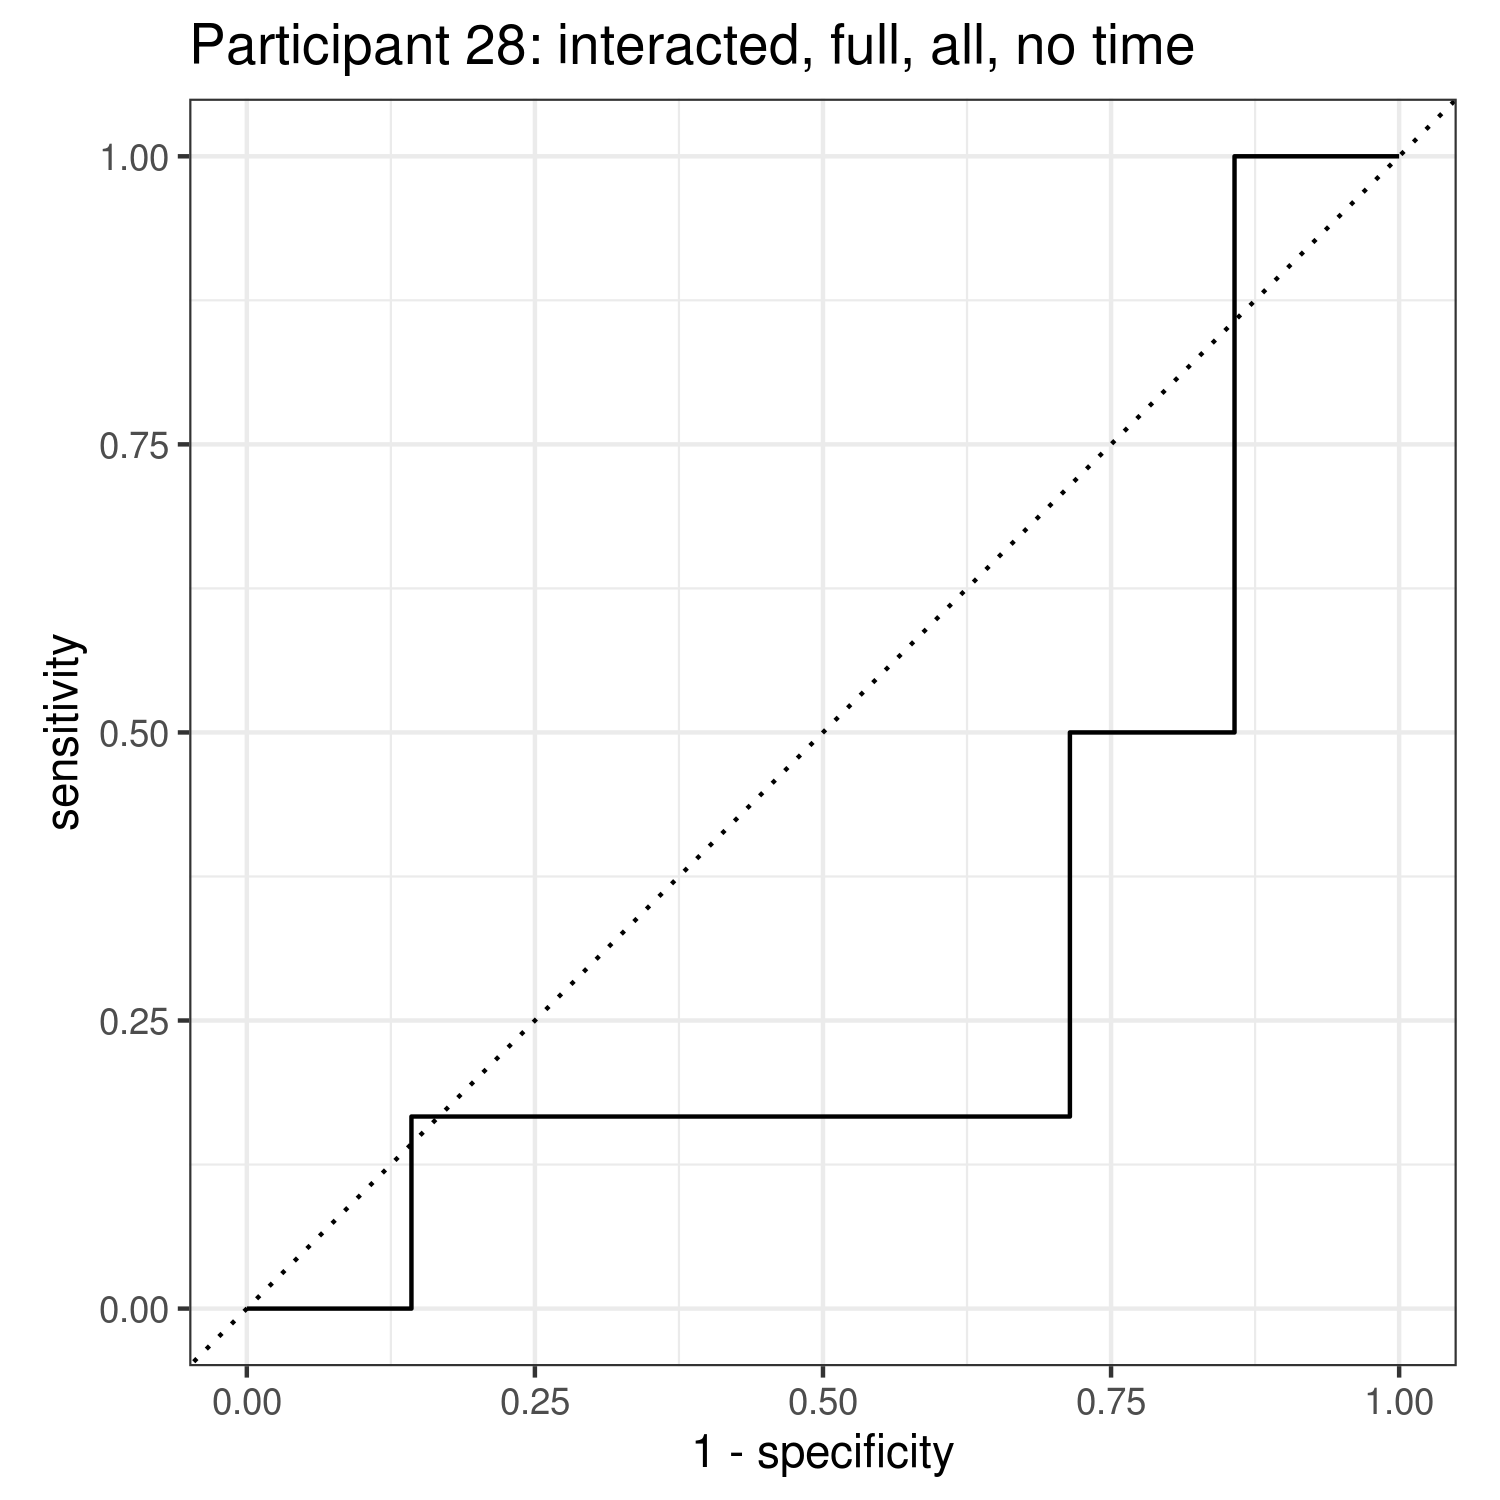 Participant 28: interacted, full, all, no time
1.00
0.75
0.50
0.25
0.00
sensitivity
0.00 0.25 0.50 0.75 1.00
1 - specificity